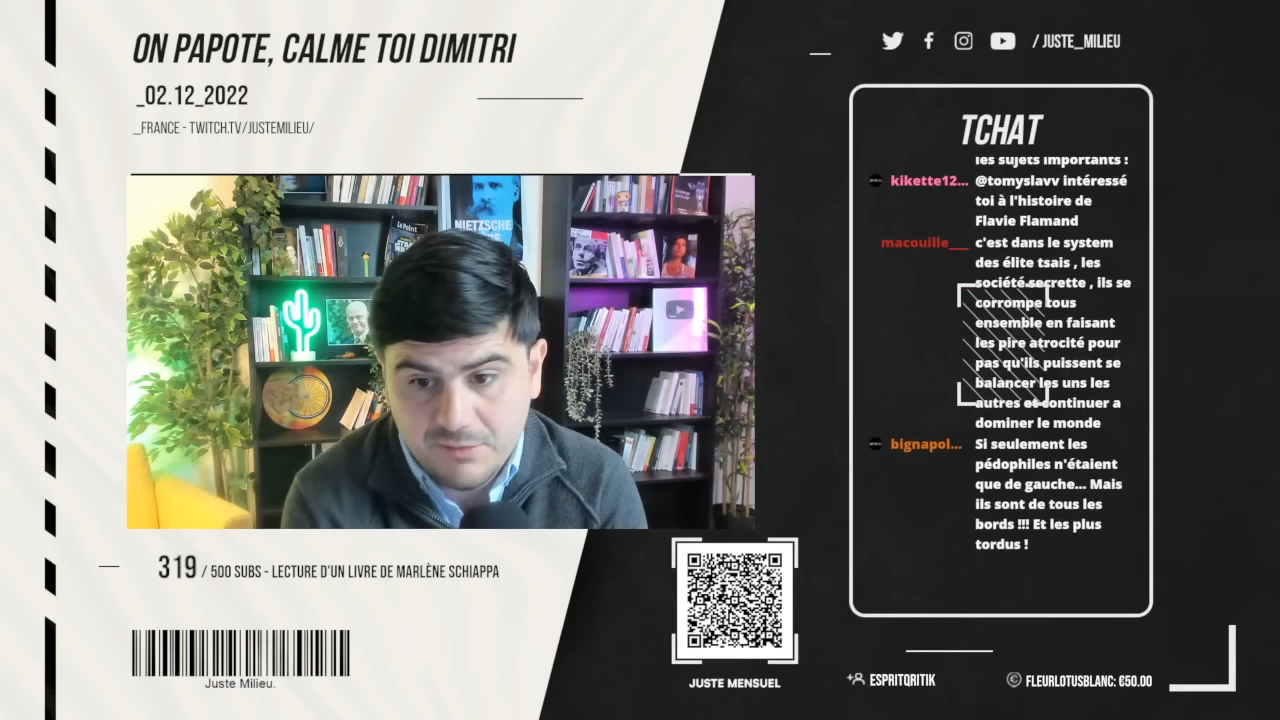 ON PAPOTE, CALME TOI DIMITRI
_02.12_2022
_FRANCE - TWITCH.TV/JUSTEMILIEU/
/ JUSTE_MILIEU
TCHAT
les sujets importants !
kikette12... @tomyslavv intéressé
toi à l'histoire de
Flavie Flamand
macouille___ c'est dans le system
des élite tsais , les
société secrette , ils se
corrompe tous
ensemble en faisant
les pire atrocité pour
pas qu'ils puissent se
balancer les uns les
autres et continuer a
dominer le monde
bignapol... Si seulement les
pédophiles n'étaient
que de gauche... Mais
ils sont de tous les
bords !!! Et les plus
tordus !
Le Point
STAR
NIETZSCHE
319 / 500 SUBS - LECTURE D'UN LIVRE DE MARLÈNE SCHIAPPA
Juste Milieu.
JUSTE MENSUEL
ESPRITQRITIK
FLEURLOTUSBLANC: €50.00